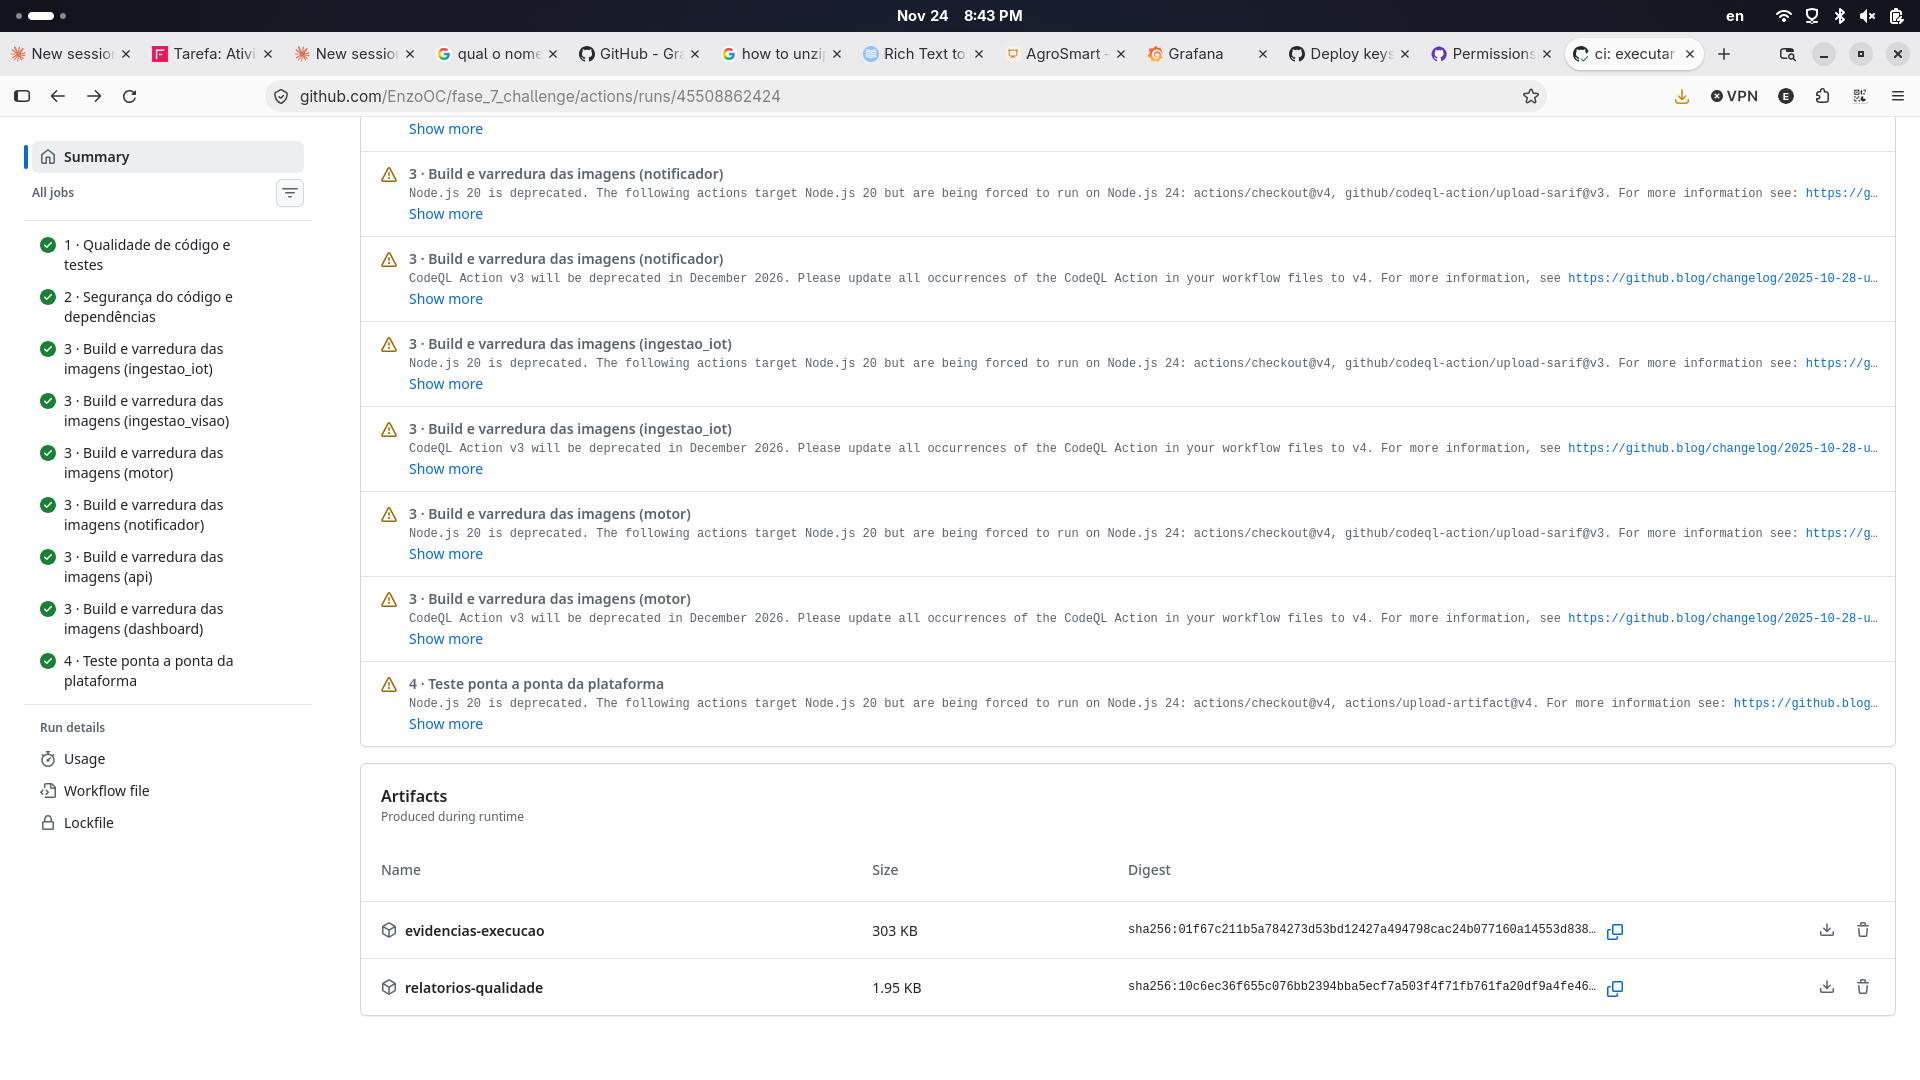 Nov 24 8:43 PM
en
New session
Tarefa: Ativi
New session
qual o nome
GitHub - Gra
how to unzip
Rich Text to
AgroSmart -
Grafana
Deploy keys
Permissions
ci: executar
github.com/EnzoOC/fase_7_challenge/actions/runs/45508862424
VPN
E
Summary
All jobs
1 · Qualidade de código e
testes
2 · Segurança do código e
dependências
3 · Build e varredura das
imagens (ingestao_iot)
3 · Build e varredura das
imagens (ingestao_visao)
3 · Build e varredura das
imagens (motor)
3 · Build e varredura das
imagens (notificador)
3 · Build e varredura das
imagens (api)
3 · Build e varredura das
imagens (dashboard)
4 · Teste ponta a ponta da
plataforma
Run details
Usage
Workflow file
Lockfile
Show more
3 · Build e varredura das imagens (notificador)
Node.js 20 is deprecated. The following actions target Node.js 20 but are being forced to run on Node.js 24: actions/checkout@v4, github/codeql-action/upload-sarif@v3. For more information see: https://g…
Show more
3 · Build e varredura das imagens (notificador)
CodeQL Action v3 will be deprecated in December 2026. Please update all occurrences of the CodeQL Action in your workflow files to v4. For more information, see https://github.blog/changelog/2025-10-28-u…
Show more
3 · Build e varredura das imagens (ingestao_iot)
Node.js 20 is deprecated. The following actions target Node.js 20 but are being forced to run on Node.js 24: actions/checkout@v4, github/codeql-action/upload-sarif@v3. For more information see: https://g…
Show more
3 · Build e varredura das imagens (ingestao_iot)
CodeQL Action v3 will be deprecated in December 2026. Please update all occurrences of the CodeQL Action in your workflow files to v4. For more information, see https://github.blog/changelog/2025-10-28-u…
Show more
3 · Build e varredura das imagens (motor)
Node.js 20 is deprecated. The following actions target Node.js 20 but are being forced to run on Node.js 24: actions/checkout@v4, github/codeql-action/upload-sarif@v3. For more information see: https://g…
Show more
3 · Build e varredura das imagens (motor)
CodeQL Action v3 will be deprecated in December 2026. Please update all occurrences of the CodeQL Action in your workflow files to v4. For more information, see https://github.blog/changelog/2025-10-28-u…
Show more
4 · Teste ponta a ponta da plataforma
Node.js 20 is deprecated. The following actions target Node.js 20 but are being forced to run on Node.js 24: actions/checkout@v4, actions/upload-artifact@v4. For more information see: https://github.blog…
Show more
Artifacts
Produced during runtime
Name Size Digest
evidencias-execucao 303 KB sha256:01f67c211b5a784273d53bd12427a494798cac24b077160a14553d838…
relatorios-qualidade 1.95 KB sha256:10c6ec36f655c076bb2394bba5ecf7a503f4f71fb761fa20df9a4fe46…